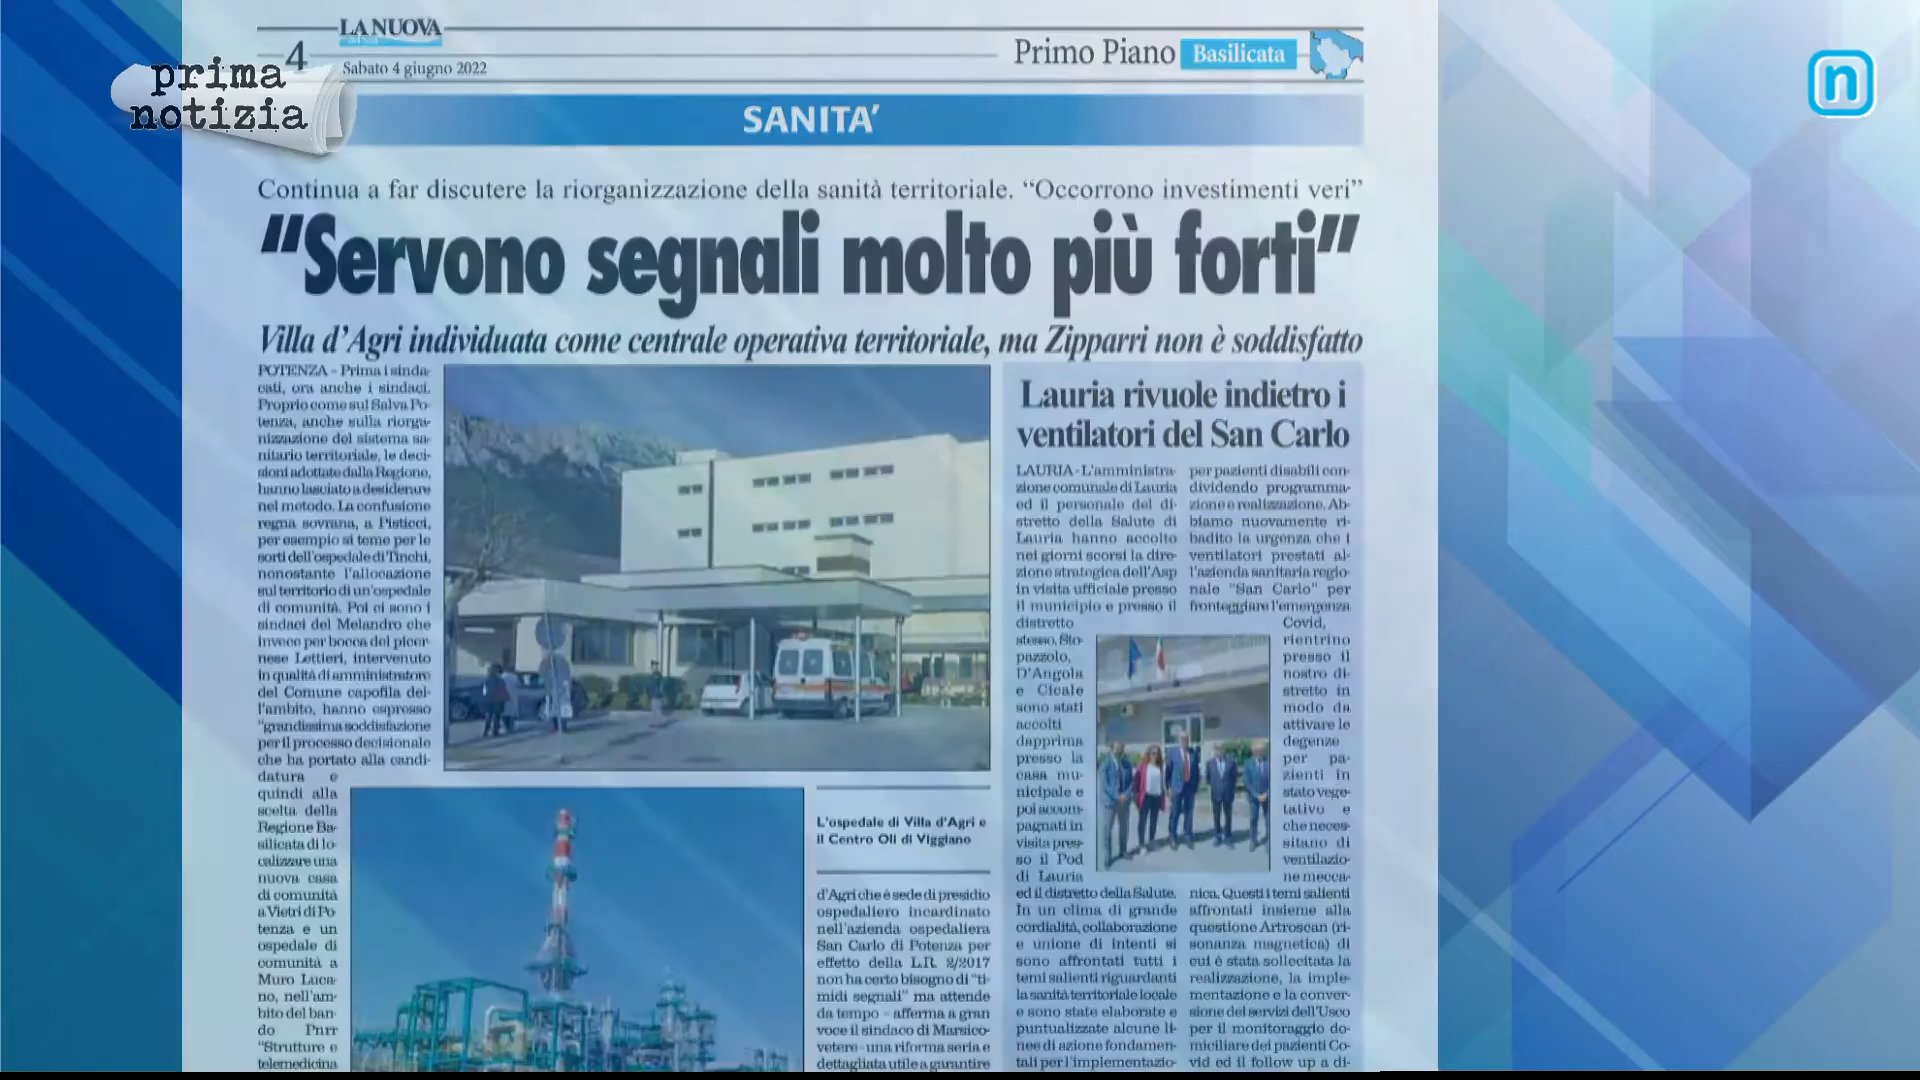 prima
notizia
n
4
LA NUOVA
Sabato 4 giugno 2022
Primo Piano Basilicata
SANITA’
Continua a far discutere la riorganizzazione della sanità territoriale. “Occorrono investimenti veri”
“Servono segnali molto più forti”
Villa d’Agri individuata come centrale operativa territoriale, ma Zipparri non è soddisfatto
POTENZA - Prima i sinda-
cati, ora anche i sindaci.
Proprio come sul Salva Po-
tenza, anche sulla riorga-
nizzazione del sistema sa-
nitario territoriale, le deci-
sioni adottate dalla Regione,
hanno lasciato a desiderare
nel metodo. La confusione
regna sovrana, a Pisticci,
per esempio si teme per le
sorti dell’ospedale di Tinchi,
nonostante l’allocazione
sul territorio di un’ospedale
di comunità. Poi ci sono i
sindaci del Melandro che
invece per bocca del picer-
nese Lettieri, intervenuto
in qualità di amministratore
del Comune capofila del-
l’ambito, hanno espresso
“grandissima soddisfazione
per il processo decisionale
che ha portato alla candi-
datura e
quindi alla
scelta della
Regione Ba-
silicata di lo-
calizzare una
nuova casa
di comunità
a Vietri di Po-
tenza e un
ospedale di
comunità a
Muro Luca-
no, nell’am-
bito del ban-
do Pnrr
“Strutture e
telemedicina
L’ospedale di Villa d’Agri e
il Centro Oli di Viggiano
d’Agri che è sede di presidio
ospedaliero incardinato
nell’azienda ospedaliera
San Carlo di Potenza per
effetto della L.R. 2/2017
non ha certo bisogno di “ti-
midi segnali” ma attende
da tempo - afferma a gran
voce il sindaco di Marsico-
vetere - una riforma seria e
dettagliata utile a garantire
Lauria rivuole indietro i
ventilatori del San Carlo
LAURIA - L’amministra-
zione comunale di Lauria
ed il personale del di-
stretto della Salute di
Lauria hanno accolto
nei giorni scorsi la dire-
zione strategica dell’Asp
in visita ufficiale presso
il municipio e presso il
distretto
stesso. Sto-
pazzolo,
D’Angola
e Cicale
sono stati
accolti
dapprima
presso la
casa mu-
nicipale e
poi accom-
pagnati in
visita pres-
so il Pod
di Lauria
ed il distretto della Salute.
In un clima di grande
cordialità, collaborazione
e unione di intenti si
sono affrontati tutti i
temi salienti riguardanti
la sanità territoriale locale
e sono state elaborate e
puntualizzate alcune li-
nee di azione fondamen-
tali per l’implementazio-
per pazienti disabili con-
dividendo programma-
zione e realizzazione. Ab-
biamo nuovamente ri-
badito la urgenza che i
ventilatori prestati al-
l’azienda sanitaria regio-
nale “San Carlo” per
fronteggiare l’emergenza
Covid,
rientrino
presso il
nostro di-
stretto in
modo da
attivare le
degenze
per pa-
zienti in
stato vege-
tativo e
che neces-
sitano di
ventilazio-
ne mecca-
nica. Questi i temi salienti
affrontati insieme alla
questione Artroscan (ri-
sonanza magnetica) di
cui è stata sollecitata la
realizzazione, la imple-
mentazione e la conver-
sione dei servizi dell’Usco
per il monitoraggio do-
miciliare dei pazienti Co-
vid ed il follow up a di-